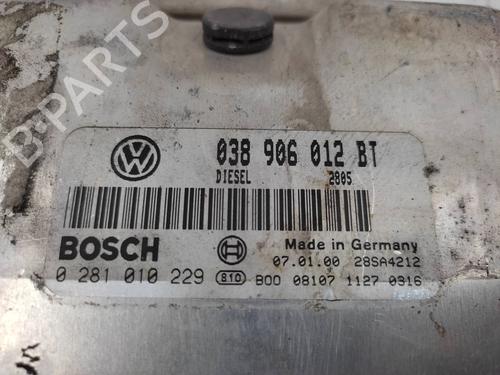 038 906 012 BT
DIESEL 2805
BOSCH
Made in Germany
07.01.00 28SA4212
0 281 010 229 810 B00 08107 1127 0316
B-Parts